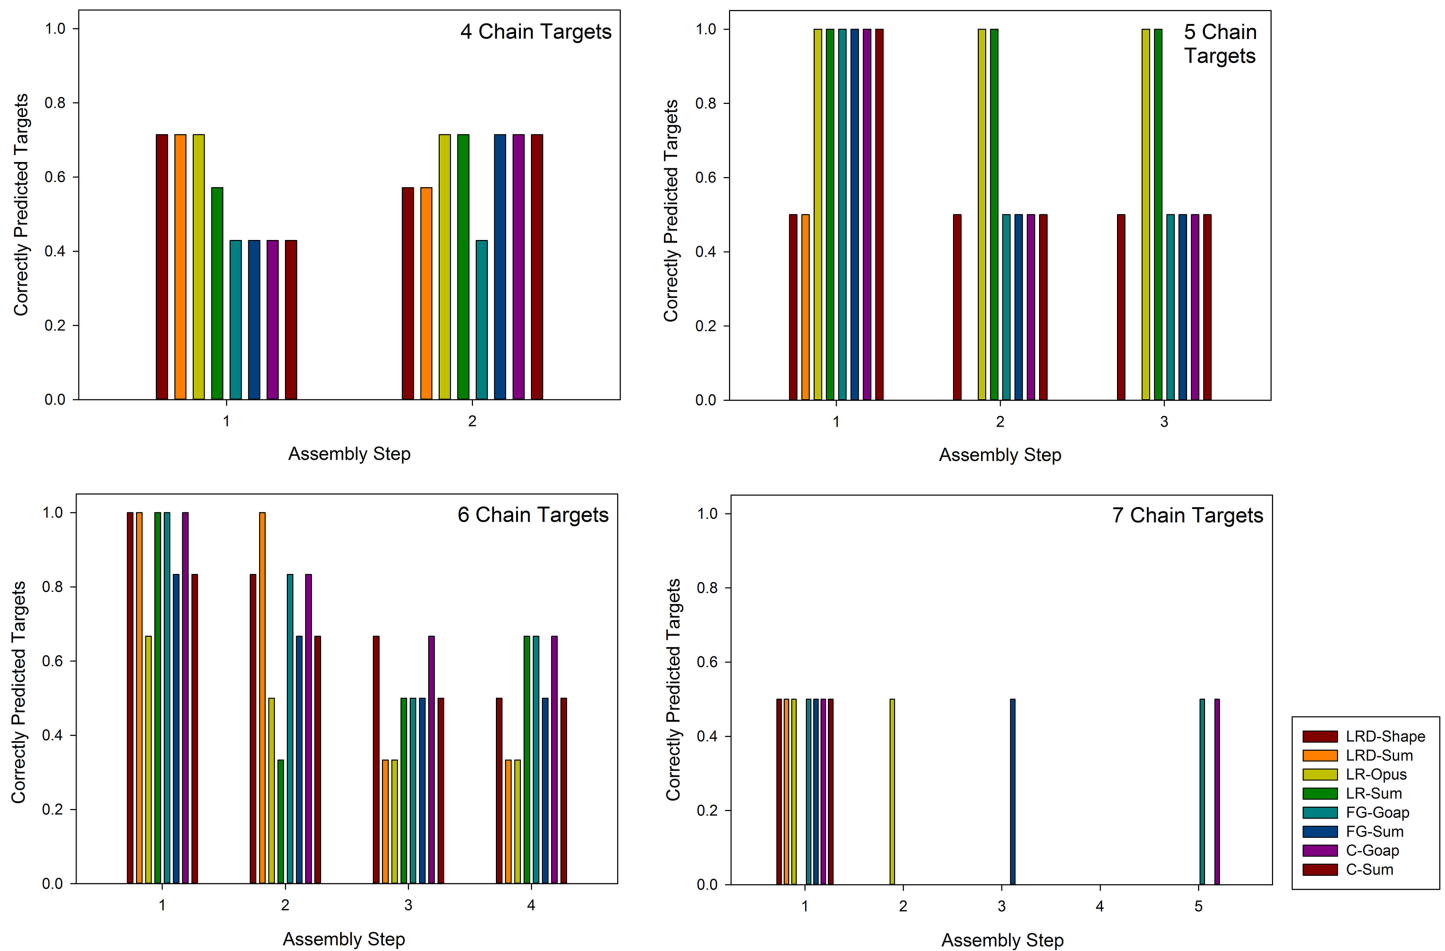 4 Chain Targets
Correctly Predicted Targets
1.0
0.8
0.6
0.4
0.2
0.0
1 2
Assembly Step
5 Chain
Targets
Correctly Predicted Targets
1.0
0.8
0.6
0.4
0.2
0.0
1 2 3
Assembly Step
6 Chain Targets
Correctly Predicted Targets
1.0
0.8
0.6
0.4
0.2
0.0
1 2 3 4
Assembly Step
7 Chain Targets
Correctly Predicted Targets
1.0
0.8
0.6
0.4
0.2
0.0
1 2 3 4 5
Assembly Step
LRD-Shape
LRD-Sum
LR-Opus
LR-Sum
FG-Goap
FG-Sum
C-Goap
C-Sum